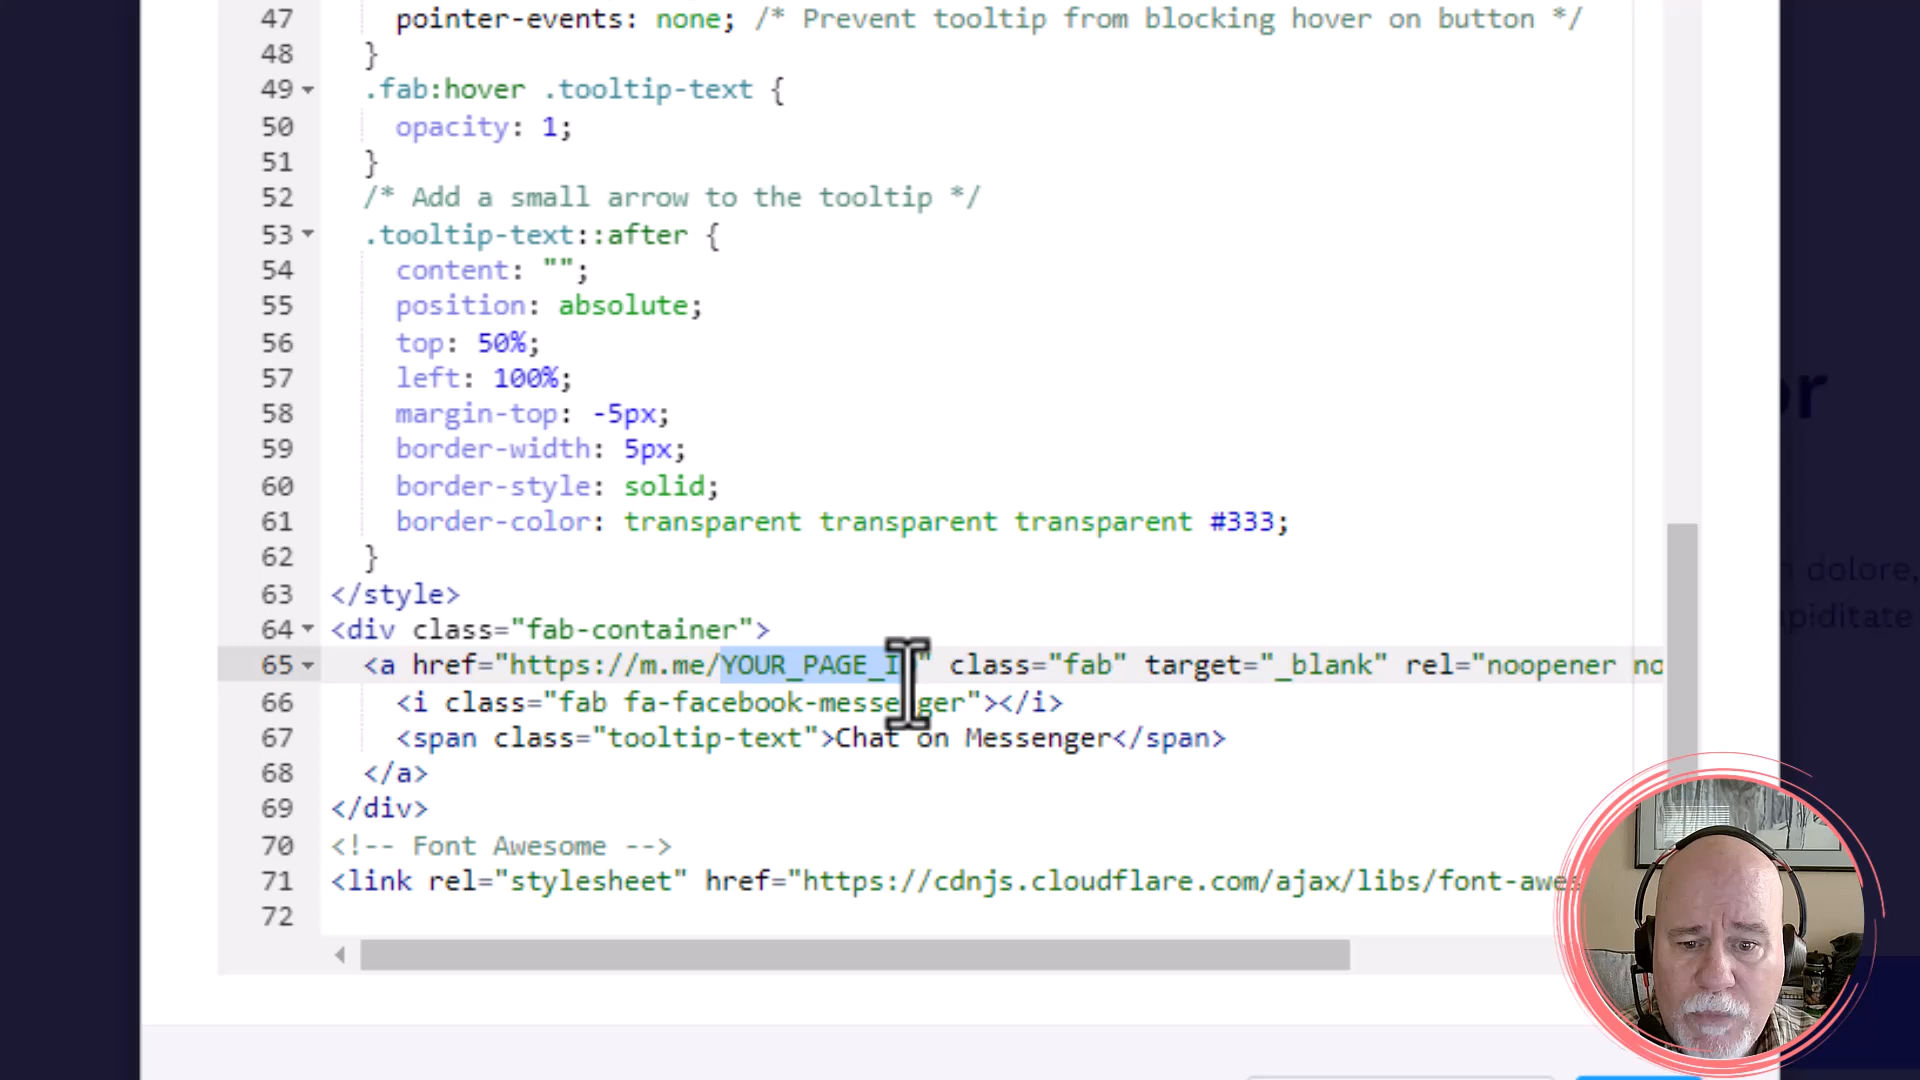 47 pointer-events: none; /* Prevent tooltip from blocking hover on button */
48 }
49 .fab:hover .tooltip-text {
50 opacity: 1;
51 }
52 /* Add a small arrow to the tooltip */
53 .tooltip-text::after {
54 content: "";
55 position: absolute;
56 top: 50%;
57 left: 100%;
58 margin-top: -5px;
59 border-width: 5px;
60 border-style: solid;
61 border-color: transparent transparent transparent #333;
62 }
63 </style>
64 <div class="fab-container">
65 <a href="https://m.me/YOUR_PAGE_I" class="fab" target="_blank" rel="noopener no
66 <i class="fab fa-facebook-messenger"></i>
67 <span class="tooltip-text">Chat on Messenger</span>
68 </a>
69 </div>
70 <!-- Font Awesome -->
71 <link rel="stylesheet" href="https://cdnjs.cloudflare.com/ajax/libs/font-awes
72
or
dolore,
piditate